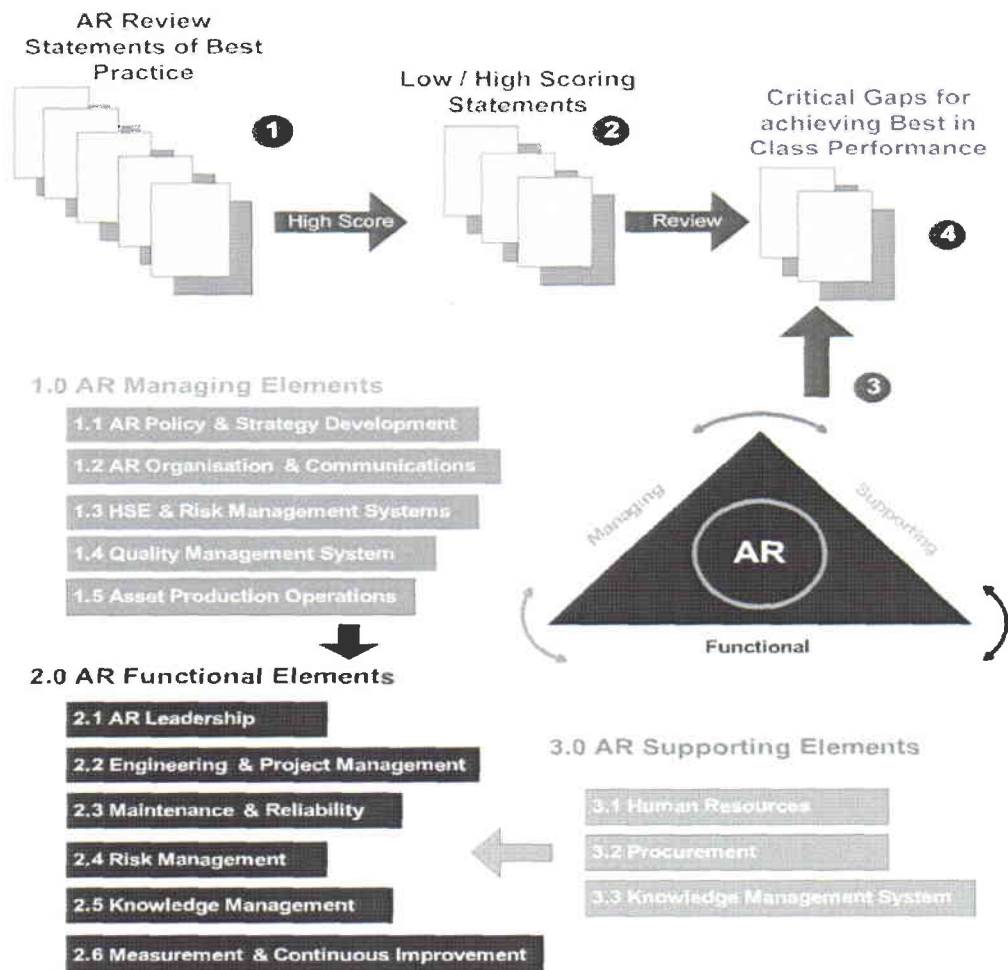 AR Review
Statements of Best
Practice
1
High Score
Low / High Scoring
Statements
2
Review
Critical Gaps for
achieving Best in
Class Performance
4
3
1.0 AR Managing Elements
1.1 AR Policy & Strategy Development
1.2 AR Organisation & Communications
1.3 HSE & Risk Management Systems
1.4 Quality Management System
1.5 Asset Production Operations
Managing
Supporting
AR
Functional
2.0 AR Functional Elements
2.1 AR Leadership
2.2 Engineering & Project Management
2.3 Maintenance & Reliability
2.4 Risk Management
2.5 Knowledge Management
2.6 Measurement & Continuous Improvement
3.0 AR Supporting Elements
3.1 Human Resources
3.2 Procurement
3.3 Knowledge Management System